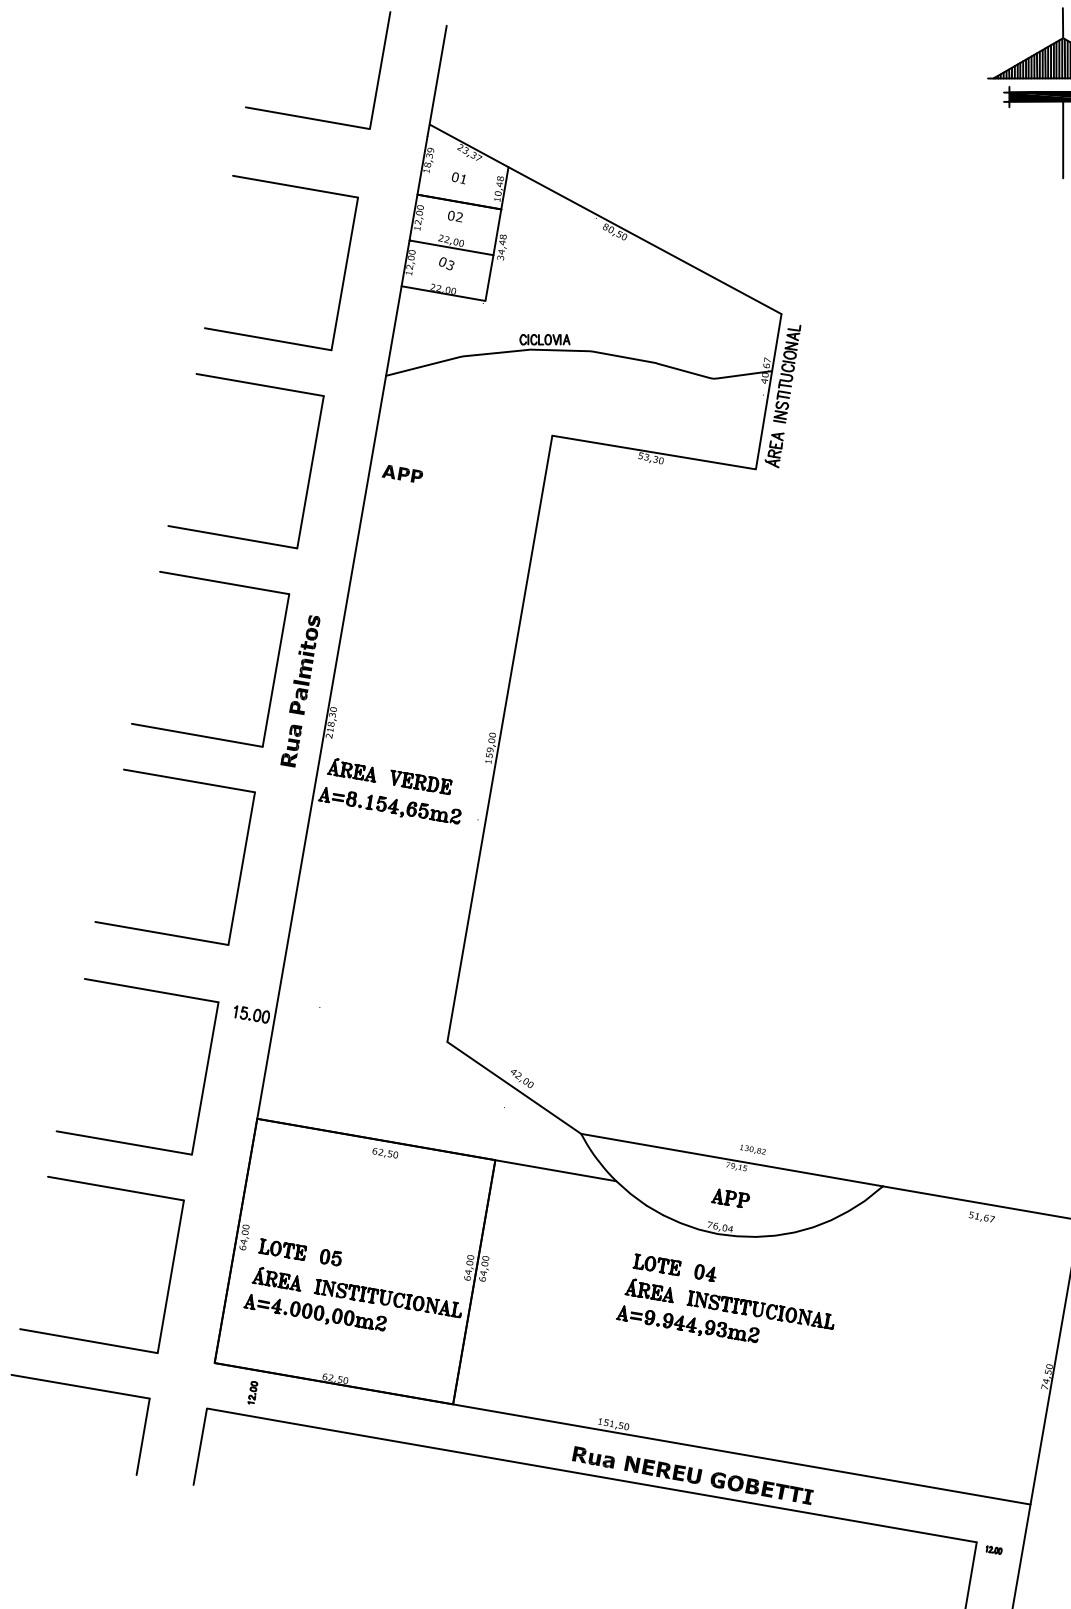 23,37
18,39
01
10,48
12,00
02
22,00
34,48
12,00
03
22,00
80,50
CICLOVIA
40,67
ÁREA INSTITUCIONAL
53,30
APP
Rua Palmitos
218,30
159,00
ÁREA VERDE
A=8.154,65m2
15.00
42,00
62,50
130,82
79,15
APP
76,04
51,67
64,00
LOTE 05
ÁREA INSTITUCIONAL
A=4.000,00m2
64,00
64,00
LOTE 04
ÁREA INSTITUCIONAL
A=9.944,93m2
74,50
62,50
12.00
151,50
Rua NEREU GOBETTI
12.00